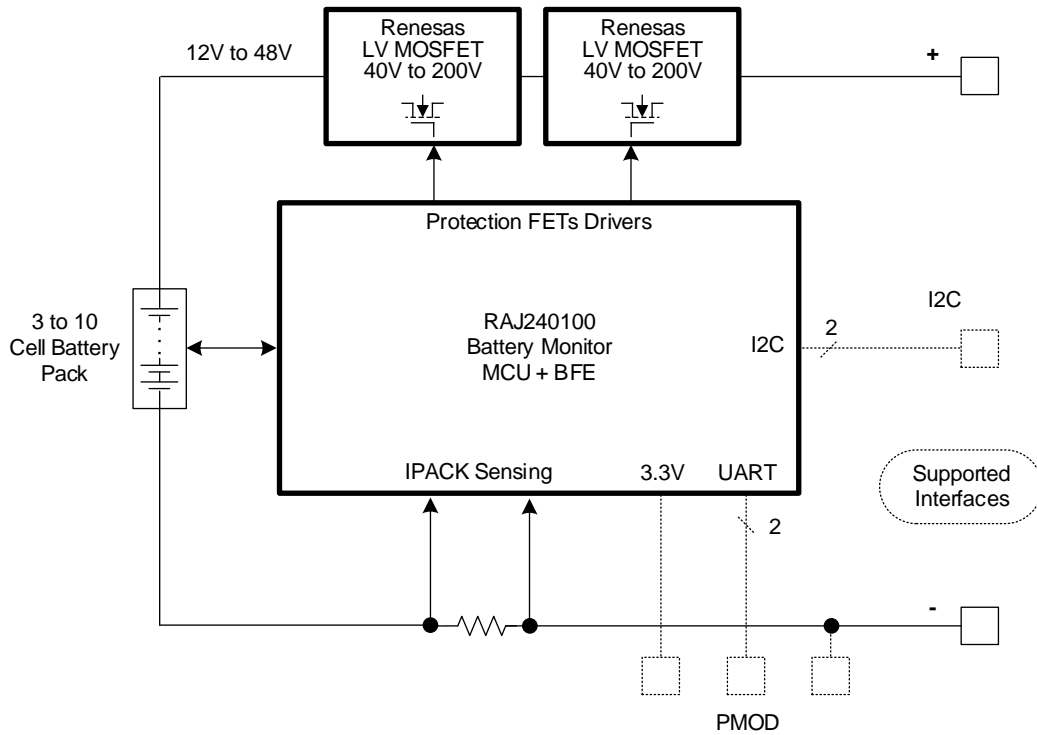 Renesas
LV MOSFET
40V to 200V
Renesas
LV MOSFET
40V to 200V
12V to 48V
+
Protection FETs Drivers
3 to 10
Cell Battery
Pack
RAJ240100
Battery Monitor
MCU + BFE
I2C
2
I2C
IPACK Sensing
3.3V
UART
2
Supported
Interfaces
-
PMOD